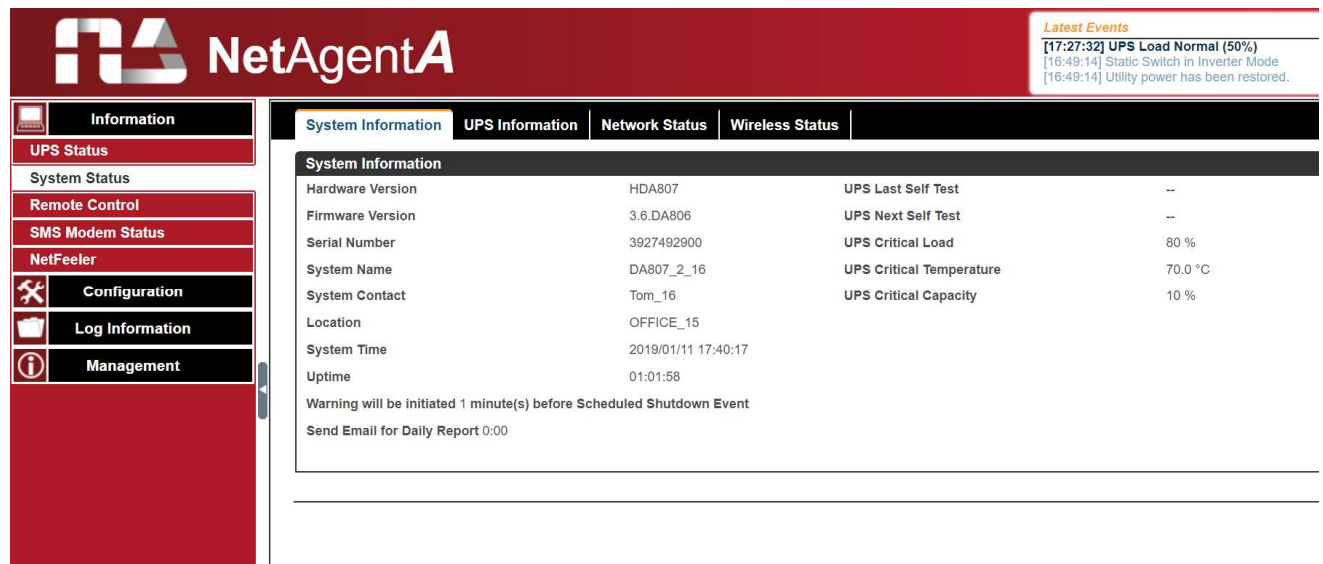 NetAgentA
Latest Events
[17:27:32] UPS Load Normal (50%)
[16:49:14] Static Switch in Inverter Mode
[16:49:14] Utility power has been restored.
Information
UPS Status
System Status
Remote Control
SMS Modem Status
NetFeeler
Configuration
Log Information
Management
System Information UPS Information Network Status Wireless Status
System Information
Hardware Version HDA807 UPS Last Self Test --
Firmware Version 3.6.DA806 UPS Next Self Test --
Serial Number 3927492900 UPS Critical Load 80 %
System Name DA807_2_16 UPS Critical Temperature 70.0 °C
System Contact Tom_16 UPS Critical Capacity 10 %
Location OFFICE_15
System Time 2019/01/11 17:40:17
Uptime 01:01:58
Warning will be initiated 1 minute(s) before Scheduled Shutdown Event
Send Email for Daily Report 0:00